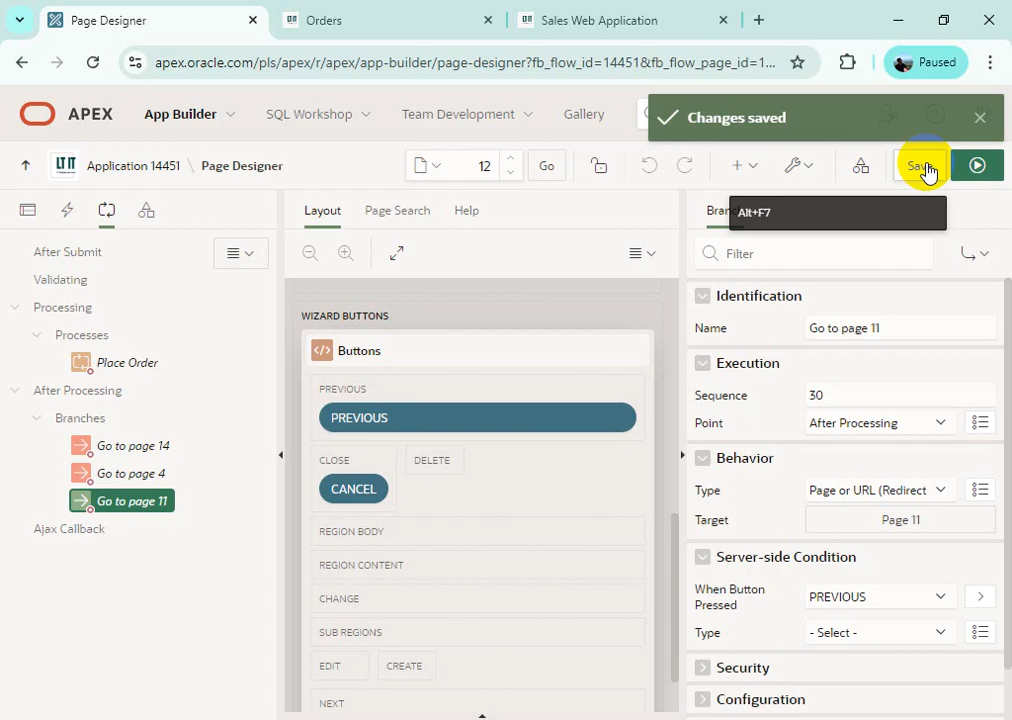 Page Designer
Orders
Sales Web Application
apex.oracle.com/pls/apex/r/apex/app-builder/page-designer?fb_flow_id=14451&fb_flow_page_id=1...
Paused
APEX
App Builder
SQL Workshop
Team Development
Gallery
Changes saved
LT IT
Application 14451
Page Designer
12
Go
Save
Alt+F7
Layout
Page Search
Help
Filter
After Submit
Validating
Processing
Processes
Place Order
After Processing
Branches
Go to page 14
Go to page 4
Go to page 11
Ajax Callback
WIZARD BUTTONS
Buttons
PREVIOUS
PREVIOUS
CLOSE
DELETE
CANCEL
REGION BODY
REGION CONTENT
CHANGE
SUB REGIONS
EDIT
CREATE
NEXT
Identification
Name
Go to page 11
Execution
Sequence
30
Point
After Processing
Behavior
Type
Page or URL (Redirect
Target
Page 11
Server-side Condition
When Button
Pressed
PREVIOUS
Type
- Select -
Security
Configuration